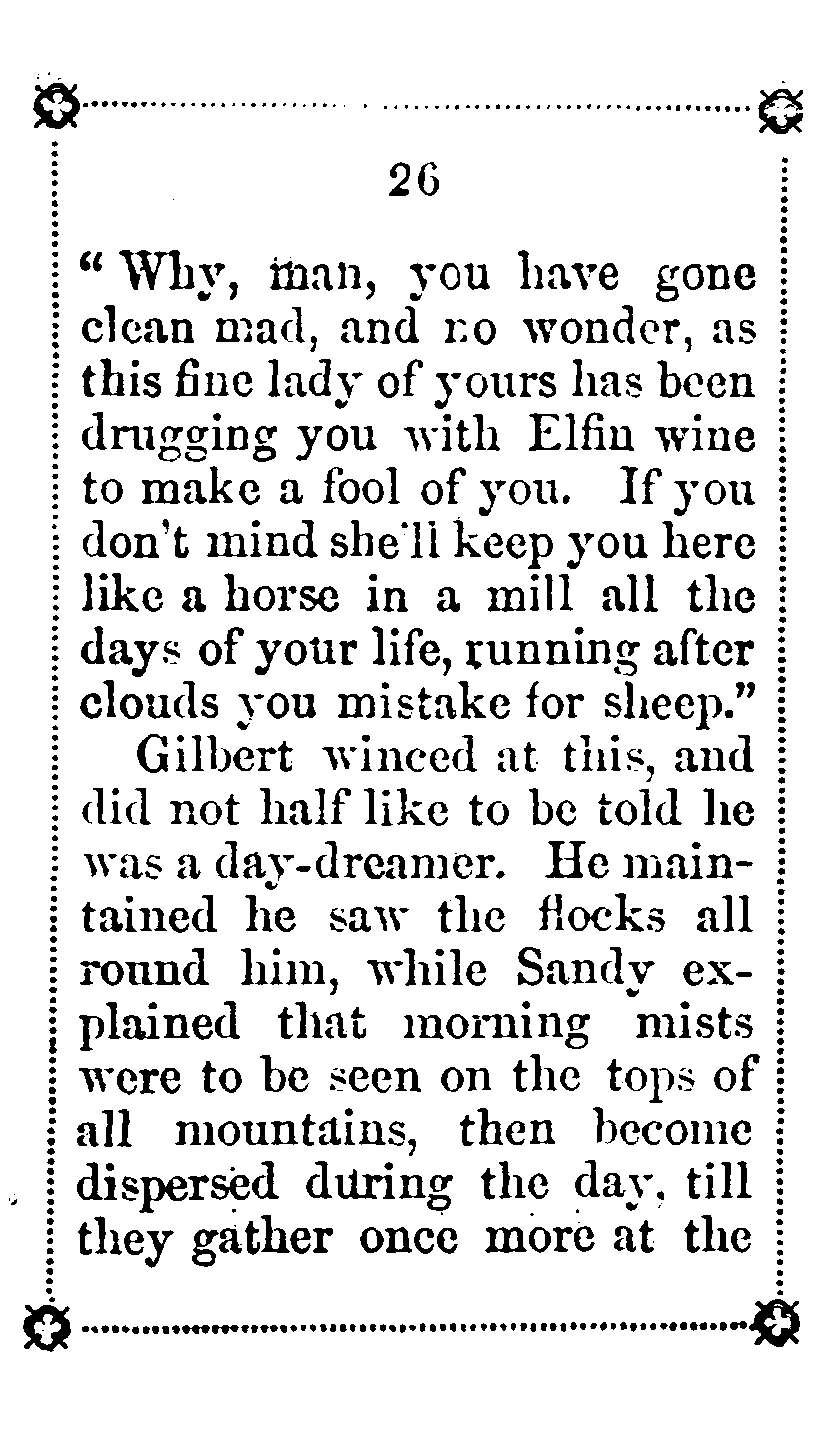 26
“ Why, man, you have gone
clean mad, and no wonder, as
this fine lady of yours has been
drugging you with Elfin wine
to make a fool of you. If you
don't mind she'll keep you here
like a horse in a mill all the
days of your life, running after
clouds you mistake for sheep.”
Gilbert winced at this, and
did not half like to be told he
was a day-dreamer. He main-
tained he saw the flocks all
round him, while Sandy ex-
plained that morning mists
were to be seen on the tops of
all mountains, then become
dispersed during the day, till
they gather once more at the